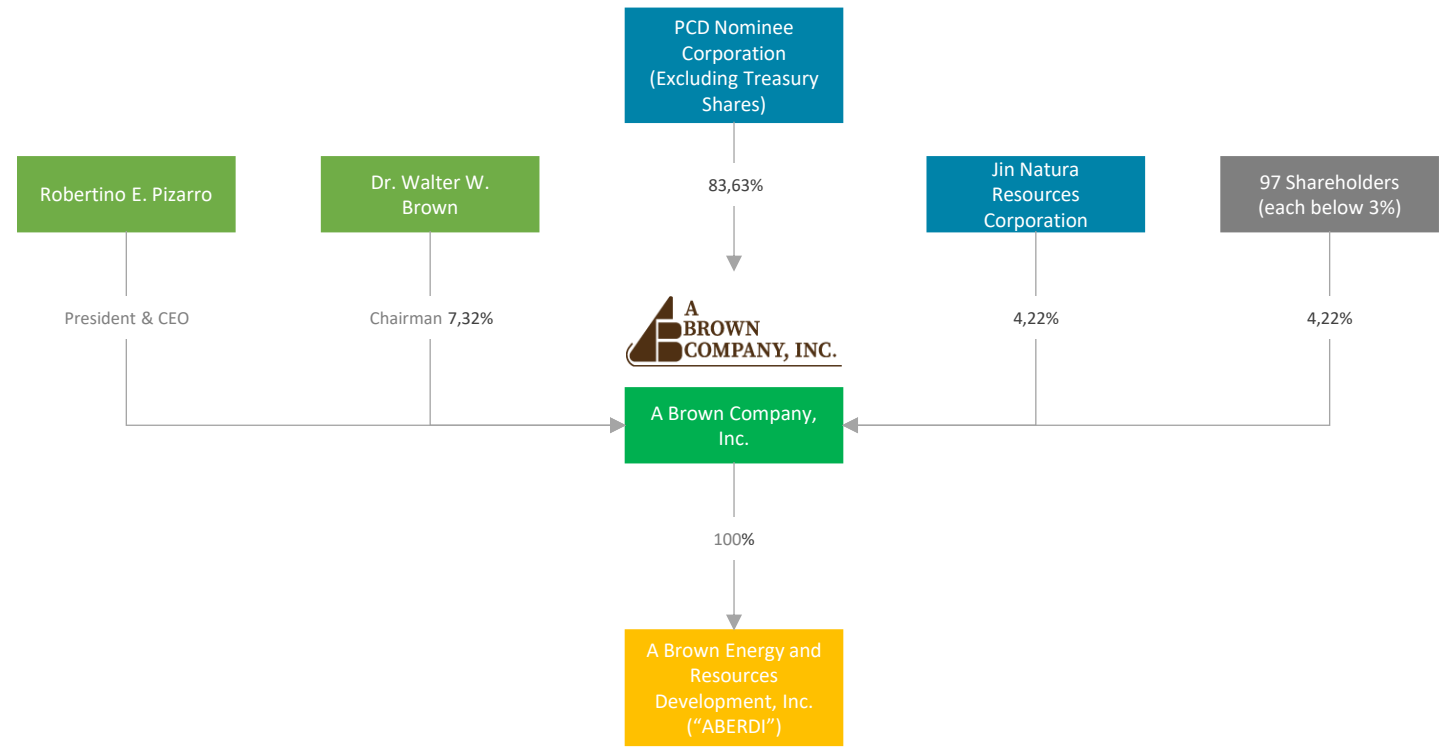 PCD Nominee
Corporation
(Excluding Treasury
Shares)
Robertino E. Pizarro
Dr. Walter W.
Brown
83,63%
Jin Natura
Resources
Corporation
97 Shareholders
(each below 3%)
President & CEO
Chairman 7,32%
A
BROWN
COMPANY, INC.
4,22%
4,22%
A Brown Company,
Inc.
100%
A Brown Energy and
Resources
Development, Inc.
(“ABERDI”)